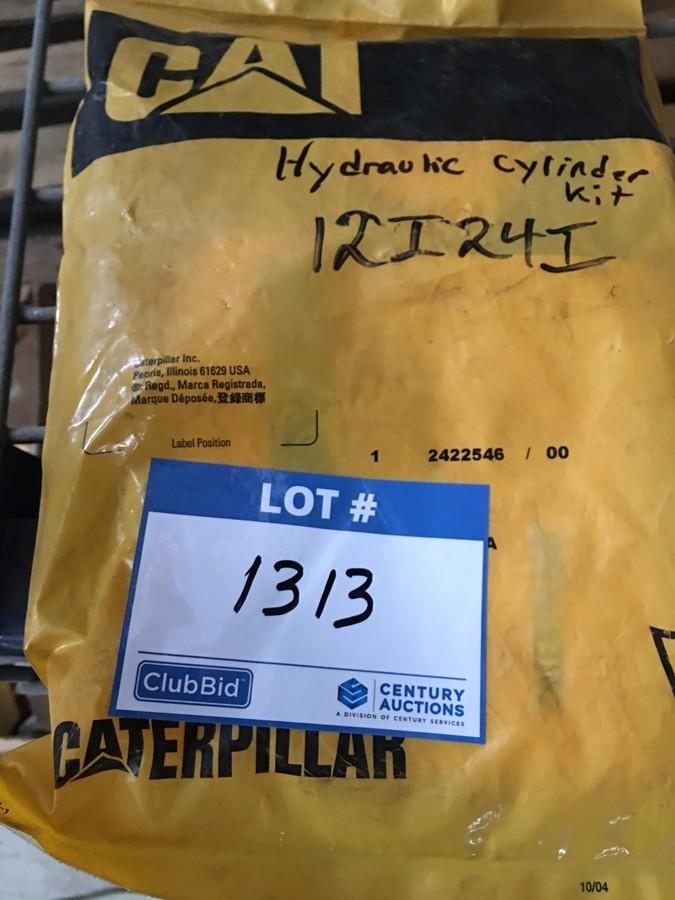 CAT
Hydraulic Cylinder
Kit
12I24I
Caterpillar Inc.
Peoria, Illinois 61629 USA
® Regd., Marca Registrada,
Marque Déposée, 登録商標
Label Position
1 2422546 / 00
A
LOT #
1313
ClubBid
CENTURY
AUCTIONS
A DIVISION OF CENTURY SERVICES
CATERPILLAR
10/04